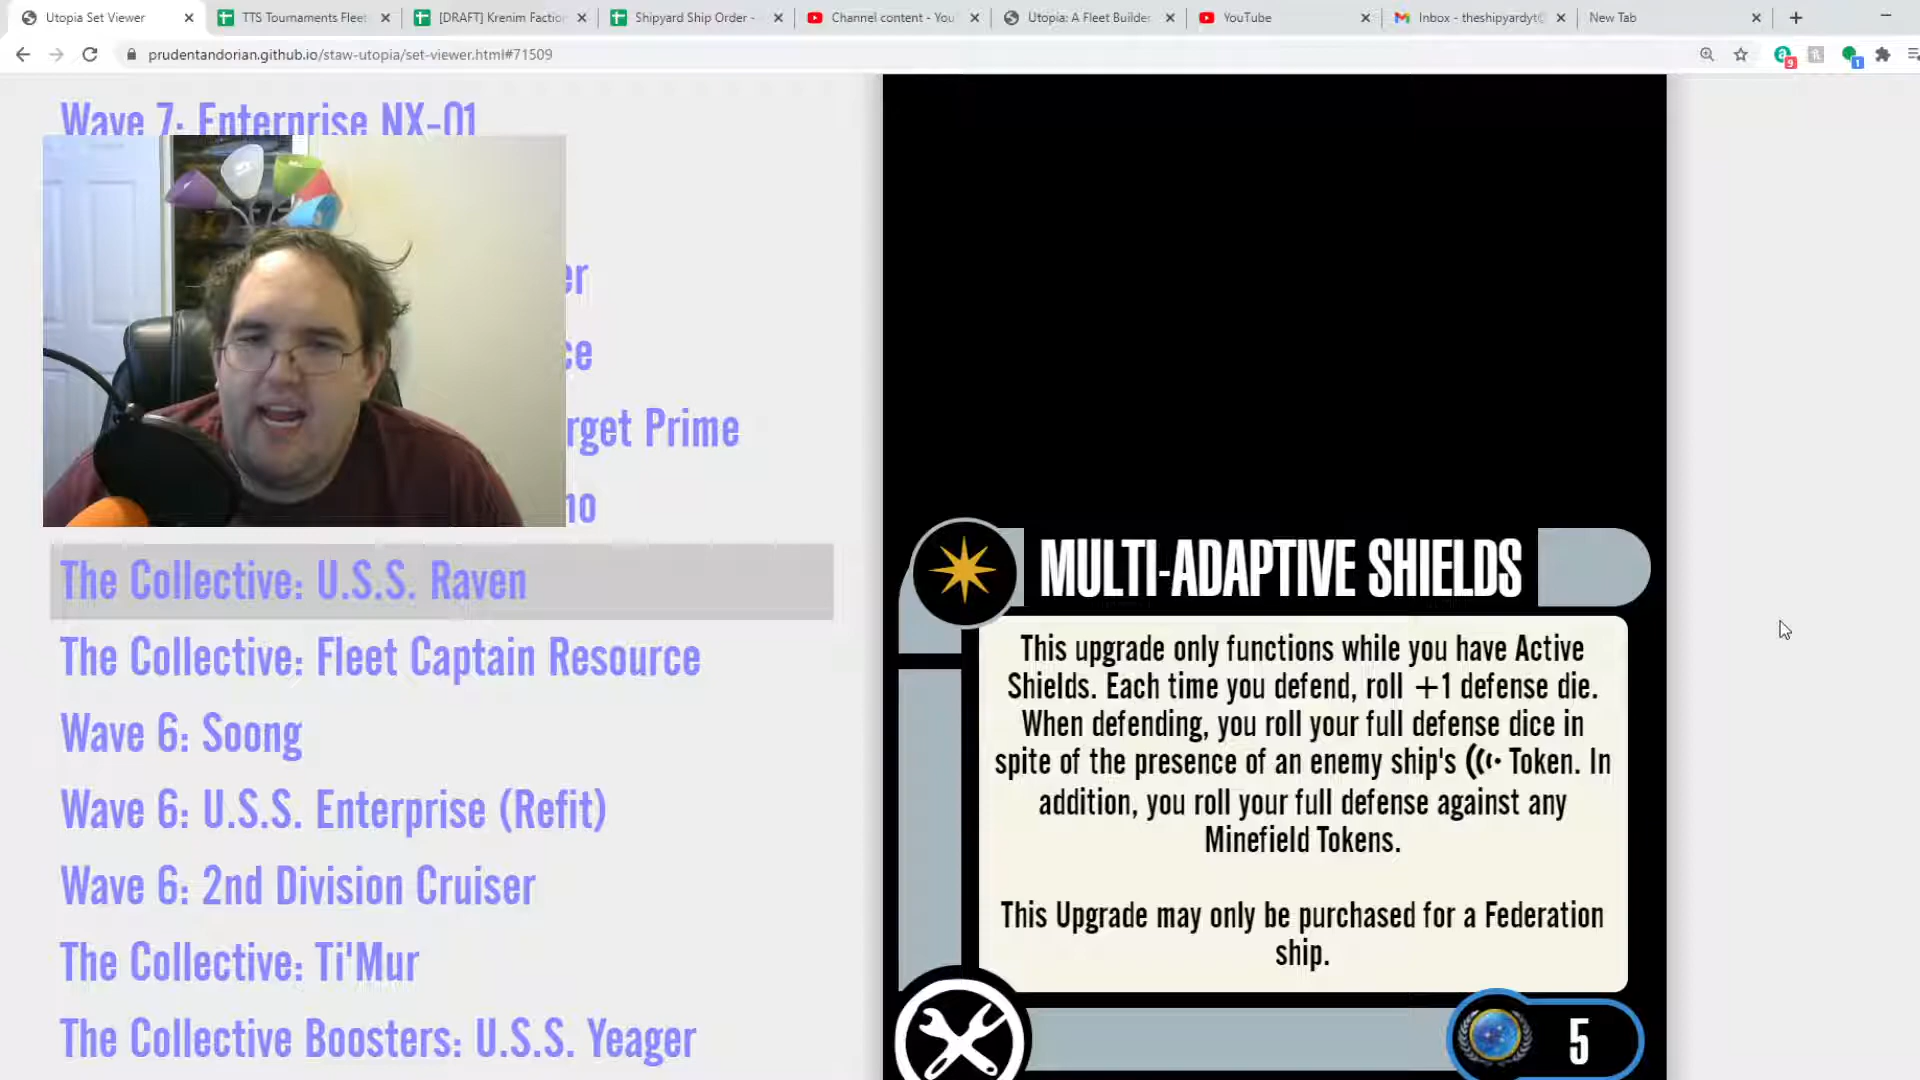 Utopia Set Viewer
TTS Tournaments Fleet
[DRAFT] Krenim Factio
Shipyard Ship Order -
Channel content - You
Utopia: A Fleet Builder
YouTube
Inbox - theshipyardyt
New Tab
prudentandorian.github.io/staw-utopia/set-viewer.html#71509
9
1
Wave 7: Enterprise NX-01
er
ce
rget Prime
no
The Collective: U.S.S. Raven
The Collective: Fleet Captain Resource
Wave 6: Soong
Wave 6: U.S.S. Enterprise (Refit)
Wave 6: 2nd Division Cruiser
The Collective: Ti'Mur
The Collective Boosters: U.S.S. Yeager
MULTI-ADAPTIVE SHIELDS
This upgrade only functions while you have Active
Shields. Each time you defend, roll +1 defense die.
When defending, you roll your full defense dice in
spite of the presence of an enemy ship's Token. In
addition, you roll your full defense against any
Minefield Tokens.
This Upgrade may only be purchased for a Federation
ship.
5